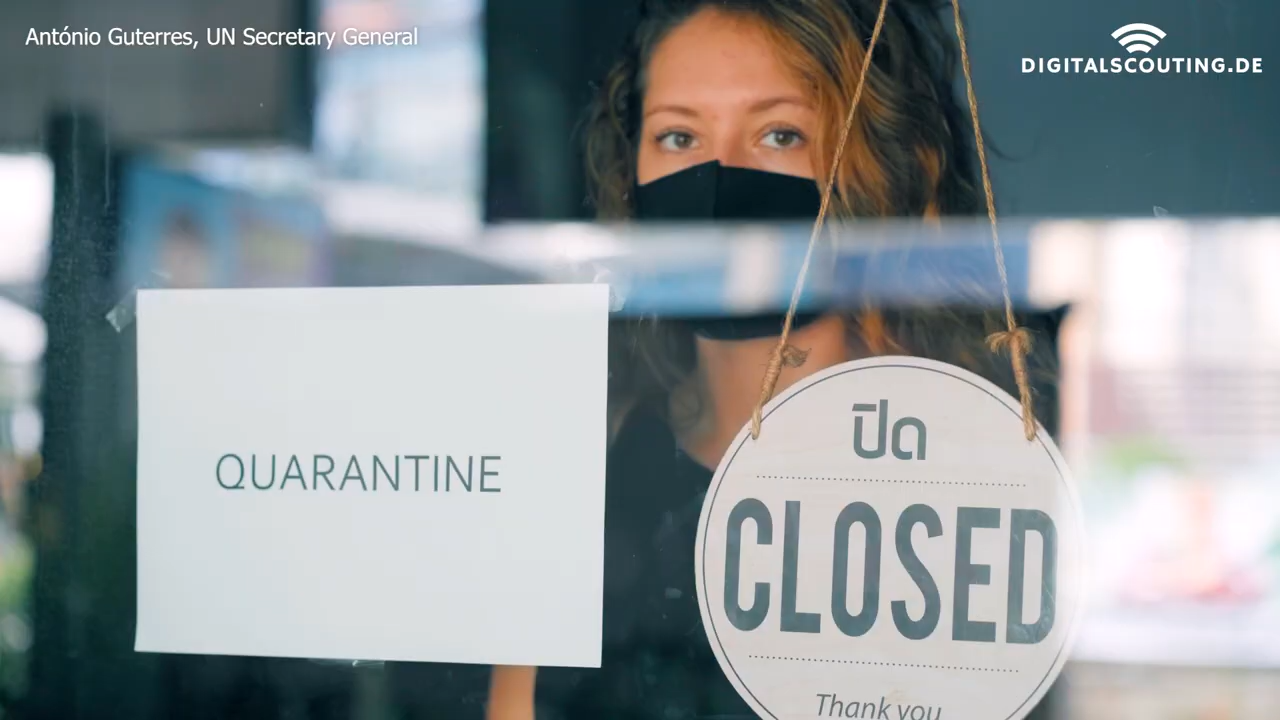 António Guterres, UN Secretary General
DIGITALSCOUTING.DE
QUARANTINE
ปิด
CLOSED
Thank you